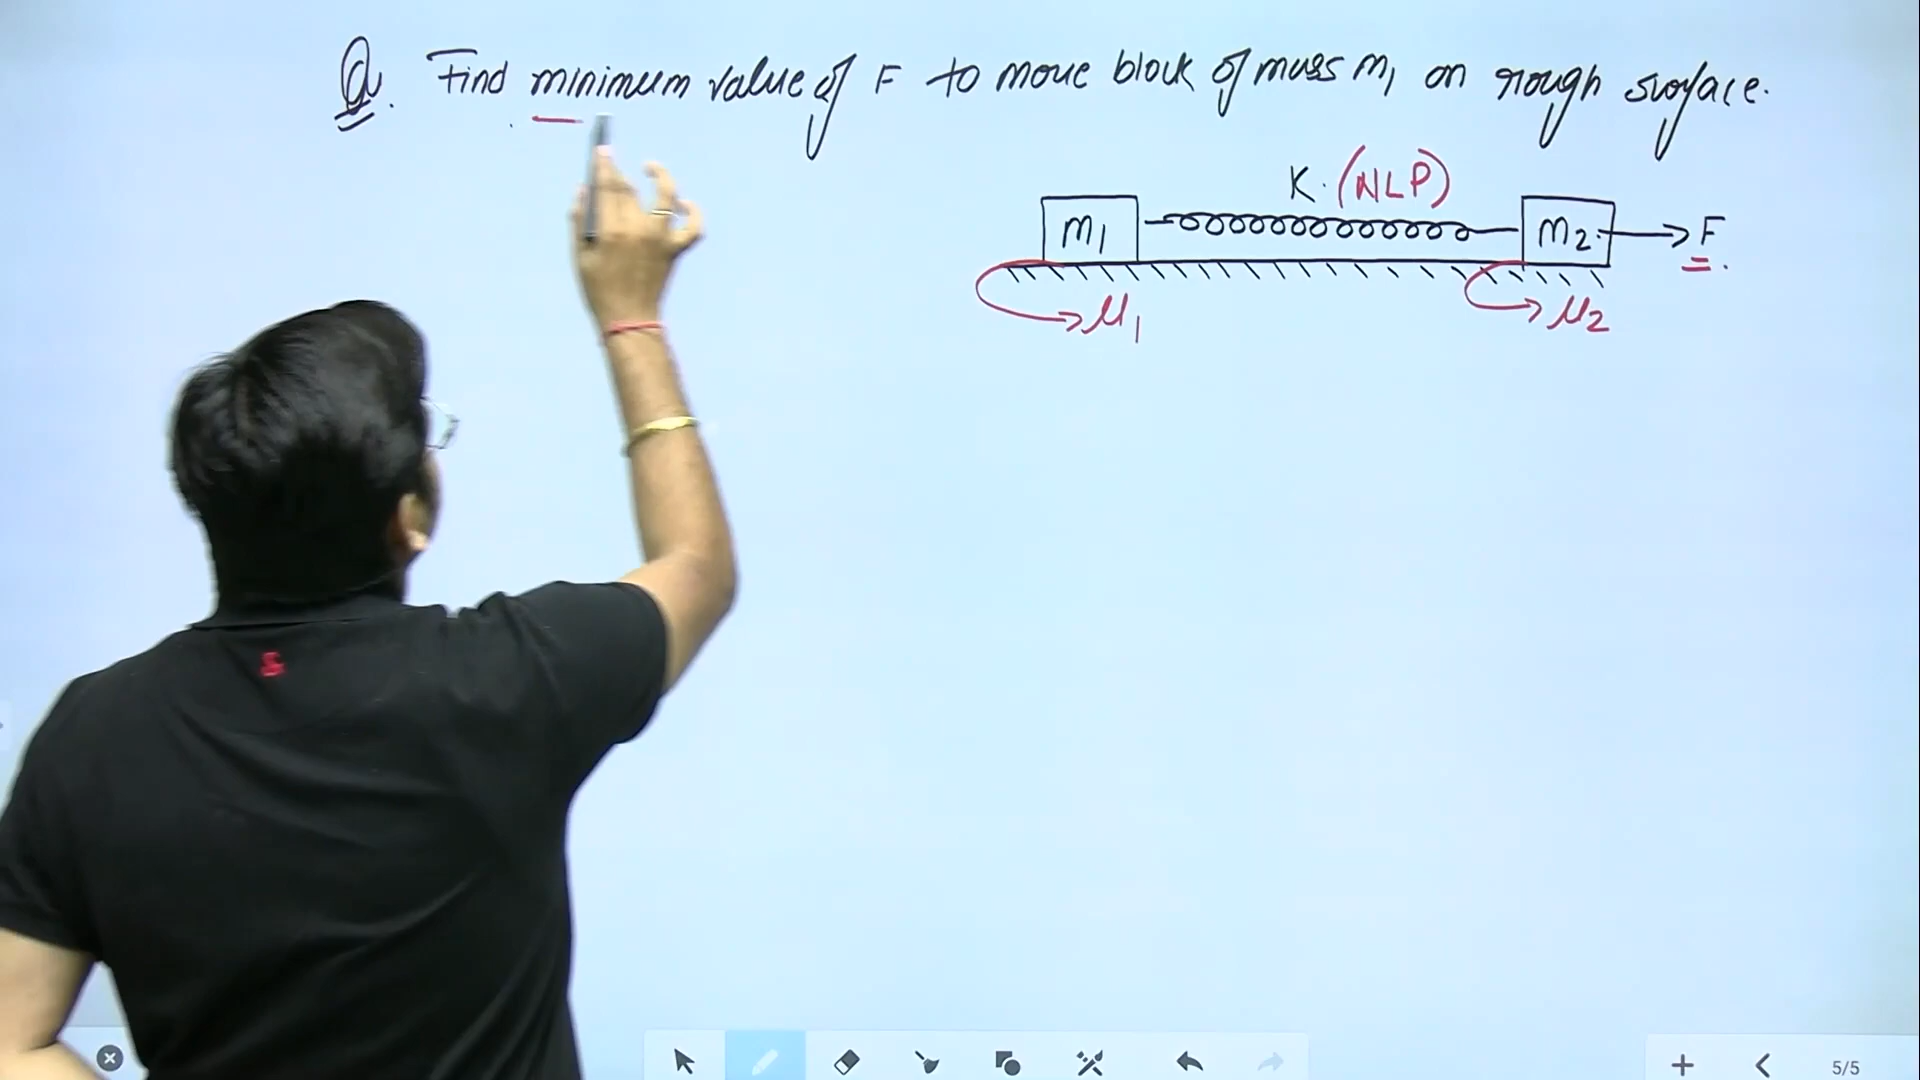 Q. Find minimum value of F to move block of mass m₁ on rough surface.
K. (NLP)
m₁ m₂ F
μ₁ μ₂
5/5